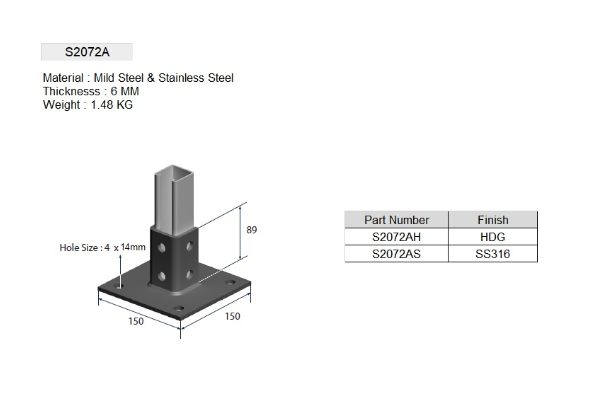 S2072A
Material : Mild Steel & Stainless Steel
Thicknesss : 6 MM
Weight : 1.48 KG
Hole Size : 4 x 14mm
89
150
150
Part Number Finish
S2072AH HDG
S2072AS SS316